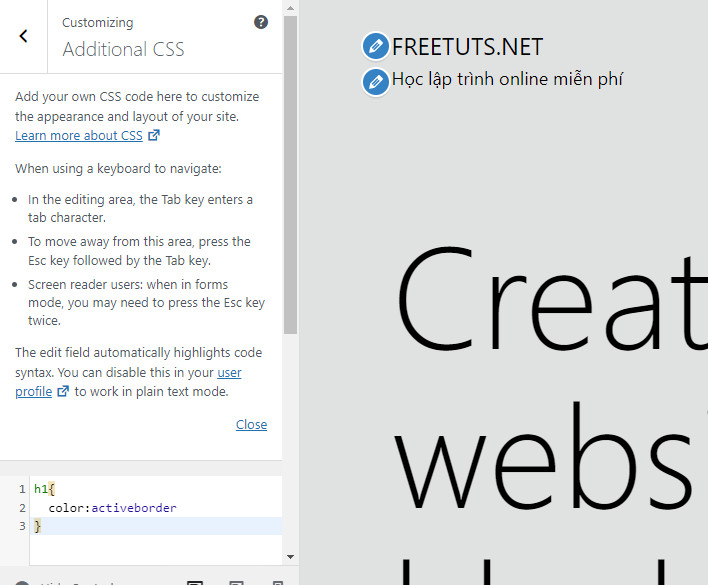 Customizing
Additional CSS
Add your own CSS code here to customize
the appearance and layout of your site.
Learn more about CSS
When using a keyboard to navigate:
In the editing area, the Tab key enters a
tab character.
To move away from this area, press the
Esc key followed by the Tab key.
Screen reader users: when in forms
mode, you may need to press the Esc key
twice.
The edit field automatically highlights code
syntax. You can disable this in your user
profile to work in plain text mode.
Close
1 h1{
2 color:activeborder
3 }
FREETUTS.NET
Học lập trình online miễn phí
Creat
websi